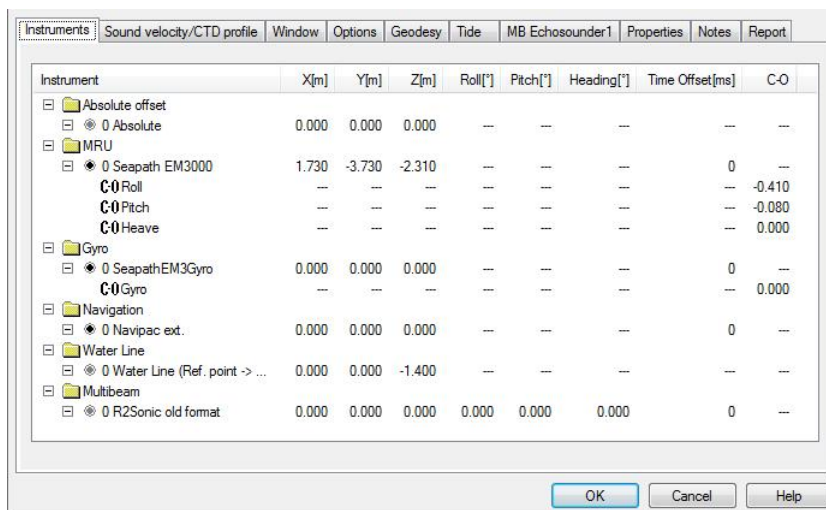 Instruments Sound velocity/CTD profile Window Options Geodesy Tide MB Echosounder1 Properties Notes Report
Instrument X[m] Y[m] Z[m] Roll[°] Pitch[°] Heading[°] Time Offset[ms] C-O
Absolute offset
0 Absolute 0.000 0.000 0.000 --- --- --- --- ---
MRU
0 Seapath EM3000 1.730 -3.730 -2.310 --- --- --- 0 ---
C-O Roll --- --- --- --- --- --- --- -0.410
C-O Pitch --- --- --- --- --- --- --- -0.080
C-O Heave --- --- --- --- --- --- --- 0.000
Gyro
0 SeapathEM3Gyro 0.000 0.000 0.000 --- --- --- 0 ---
C-O Gyro --- --- --- --- --- --- --- 0.000
Navigation
0 Navipac ext. 0.000 0.000 0.000 --- --- --- 0 ---
Water Line
0 Water Line (Ref. point -> ... 0.000 0.000 -1.400 --- --- --- --- ---
Multibeam
0 R2Sonic old format 0.000 0.000 0.000 0.000 0.000 0.000 0 ---
OK Cancel Help